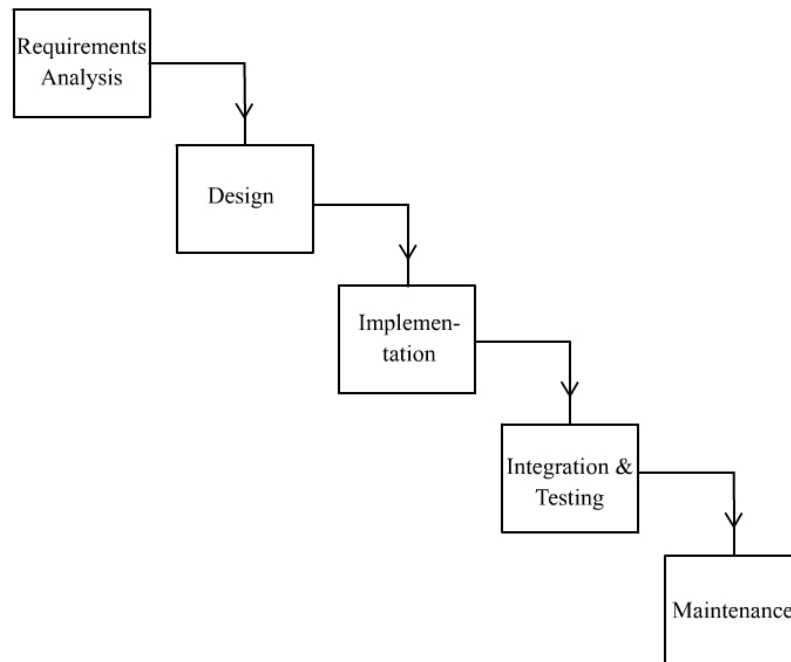 Requirements
Analysis
Design
Implemen-
tation
Integration &
Testing
Maintenance